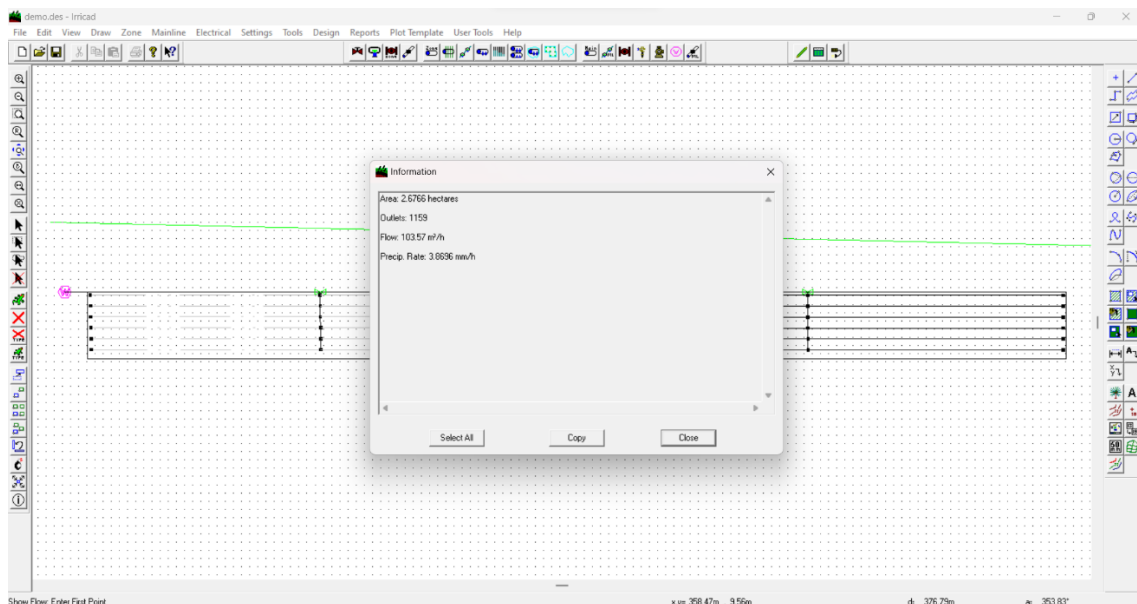 demo.des - Irricad
File Edit View Draw Zone Mainline Electrical Settings Tools Design Reports Plot Template User Tools Help
Information
Area: 2.6766 hectares
Outlets: 1159
Flow: 103.57 m³/h
Precip. Rate: 3.8696 mm/h
Select All Copy Close
Show Flow: Enter First Point x y= 358.47m 9.56m d: 376.79m a: 353.83°